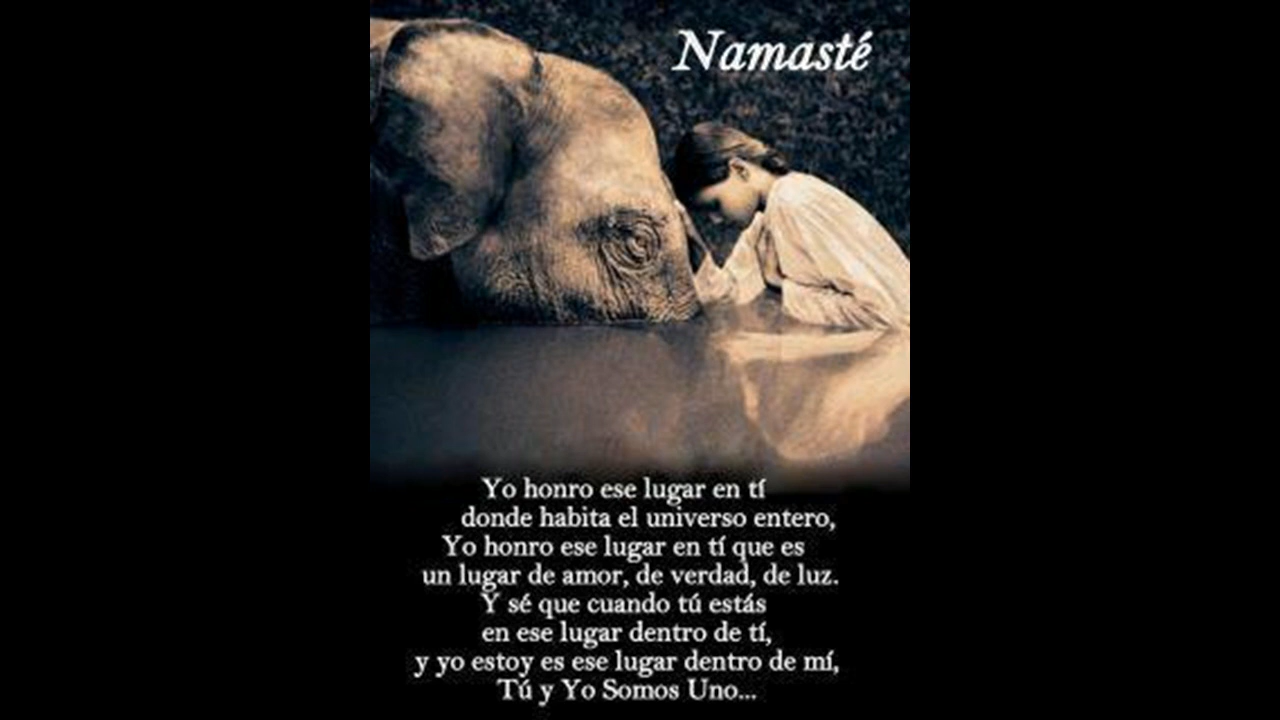 Namasté
Yo honro ese lugar en tí
donde habita el universo entero,
Yo honro ese lugar en tí que es
un lugar de amor, de verdad, de luz.
Y sé que cuando tú estás
en ese lugar dentro de tí,
y yo estoy es ese lugar dentro de mí,
Tú y Yo Somos Uno...